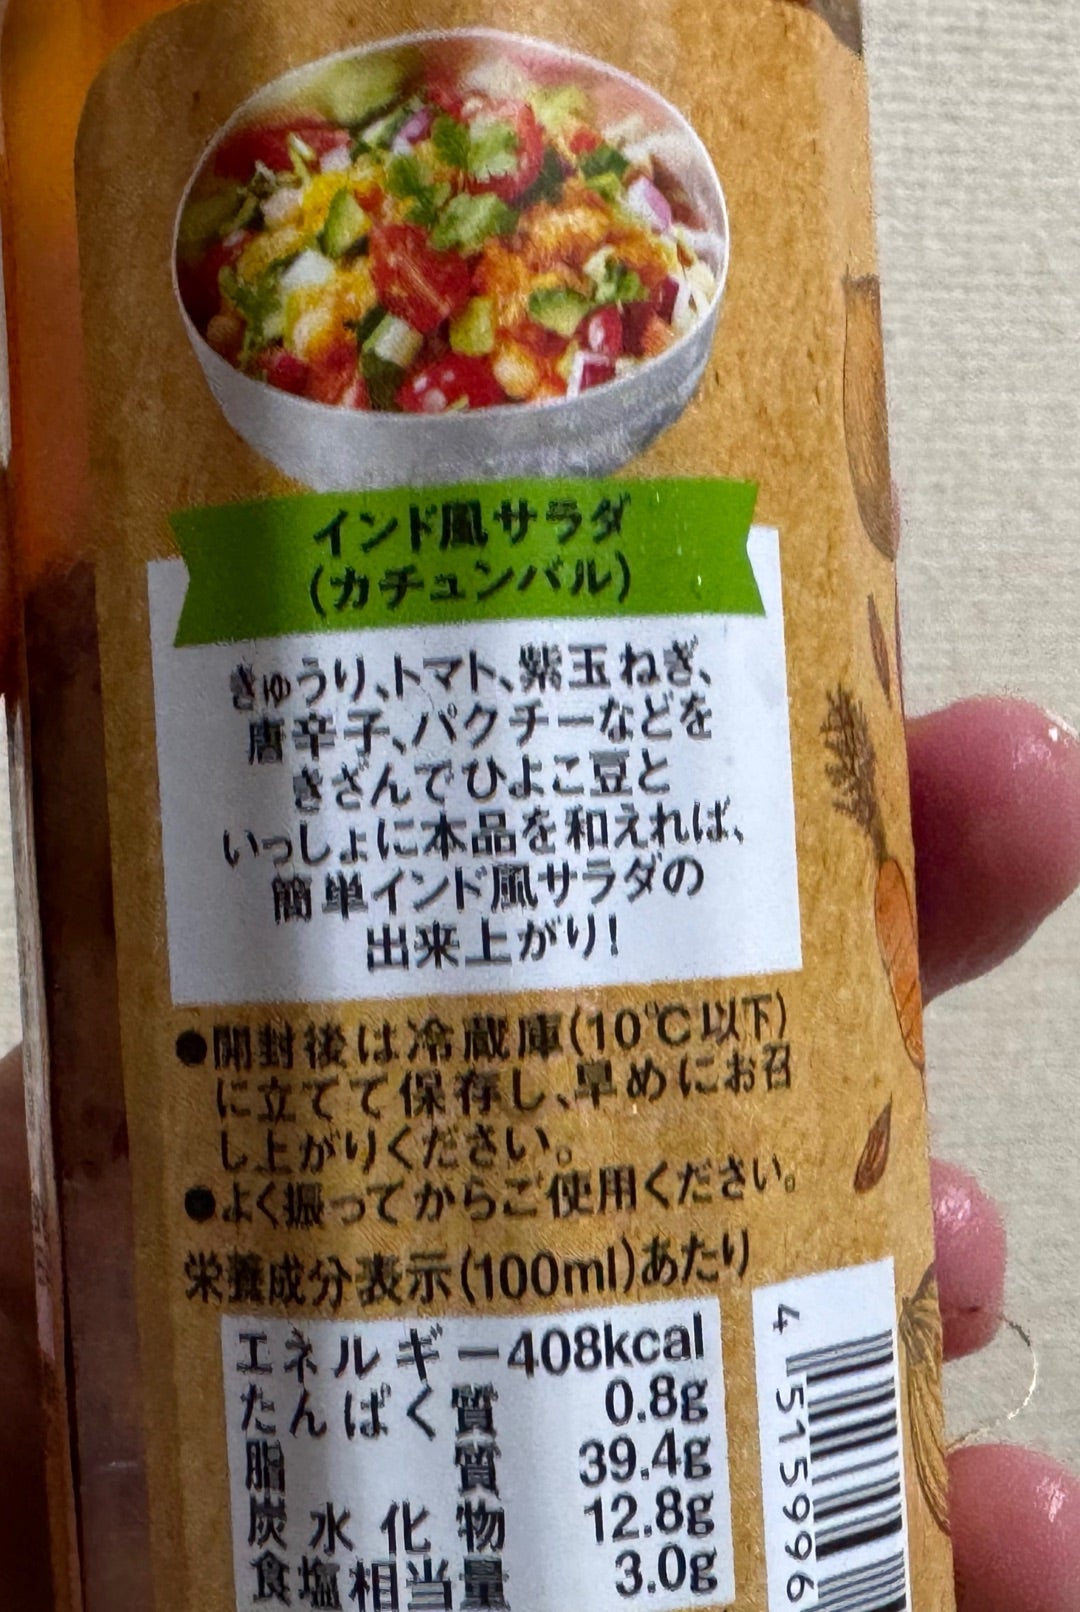 インド風サラダ
(カチュンバル)
きゅうり、トマト、紫玉ねぎ、
唐辛子、パクチーなどを
きざんでひよこ豆と
いっしょに本品を和えれば、
簡単インド風サラダの
出来上がり!
●開封後は冷蔵庫(10℃以下)
に立てて保存し、早めにお召
し上がりください。
●よく振ってからご使用ください。
栄養成分表示(100ml)あたり
エネルギー408kcal
たんぱく質 0.8g
脂質 39.4g
炭水化物 12.8g
食塩相当量 3.0g
4 515996